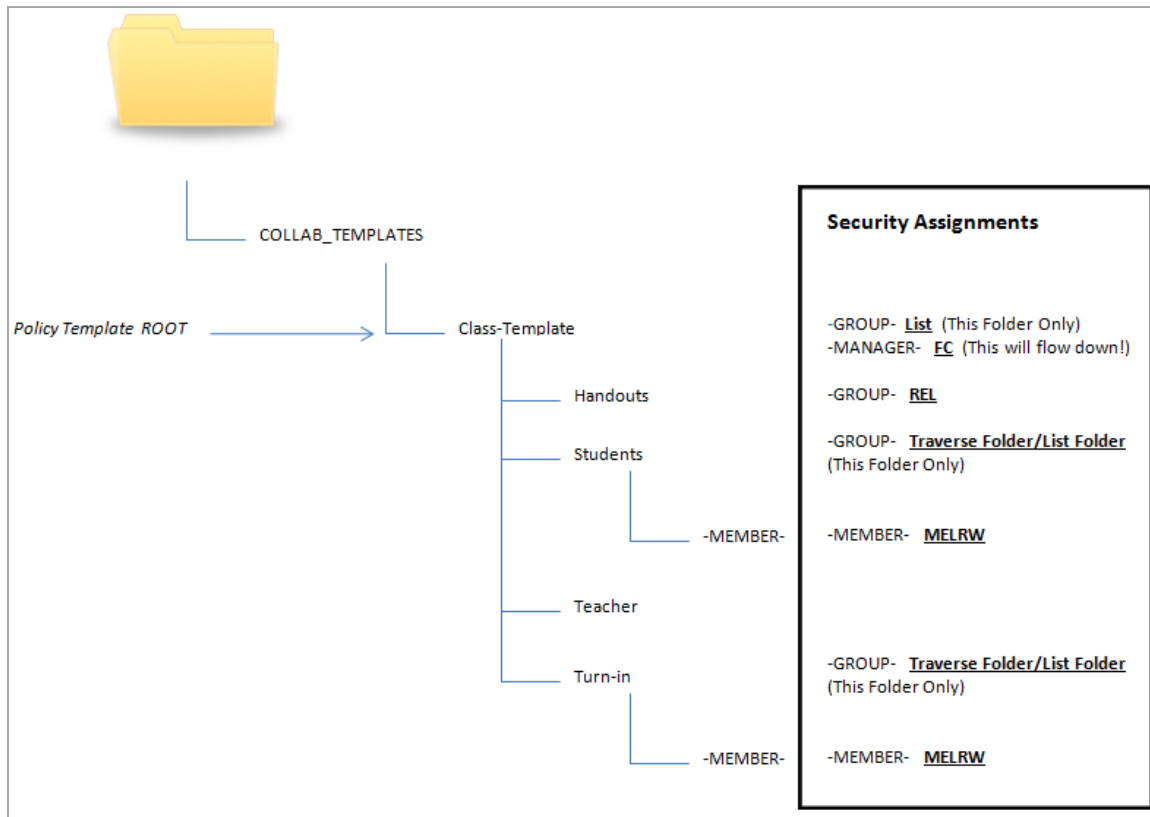 COLLAB_TEMPLATES
Security Assignments
Policy Template ROOT
Class-Template
-GROUP- List (This Folder Only)
-MANAGER- FC (This will flow down!)
Handouts
-GROUP- REL
Students
-GROUP- Traverse Folder/List Folder
(This Folder Only)
-MEMBER-
-MEMBER- MELRW
Teacher
Turn-in
-GROUP- Traverse Folder/List Folder
(This Folder Only)
-MEMBER-
-MEMBER- MELRW